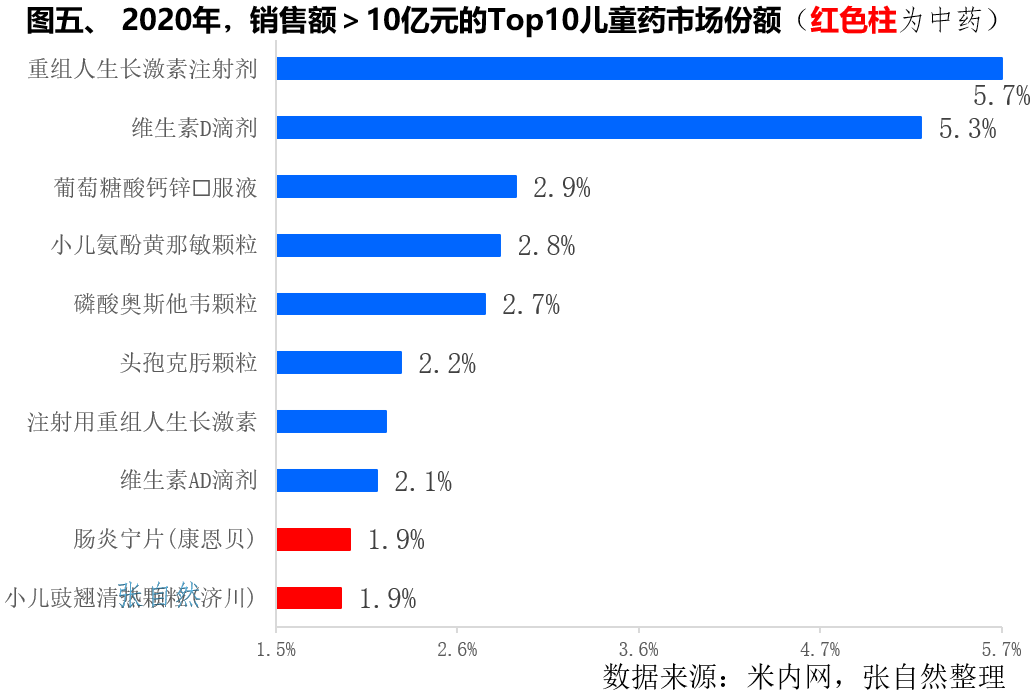 图五、 2020年，销售额＞10亿元的Top10儿童药市场份额（红色柱为中药）
重组人生长激素注射剂
5.7%
维生素D滴剂
5.3%
葡萄糖酸钙锌口服液
2.9%
小儿氨酚黄那敏颗粒
2.8%
磷酸奥斯他韦颗粒
2.7%
头孢克肟颗粒
2.2%
注射用重组人生长激素
维生素AD滴剂
2.1%
肠炎宁片(康恩贝)
1.9%
小儿豉翘清热颗粒(济川)
张自然
1.9%
1.5% 2.6% 3.6% 4.7% 5.7%
数据来源：米内网，张自然整理